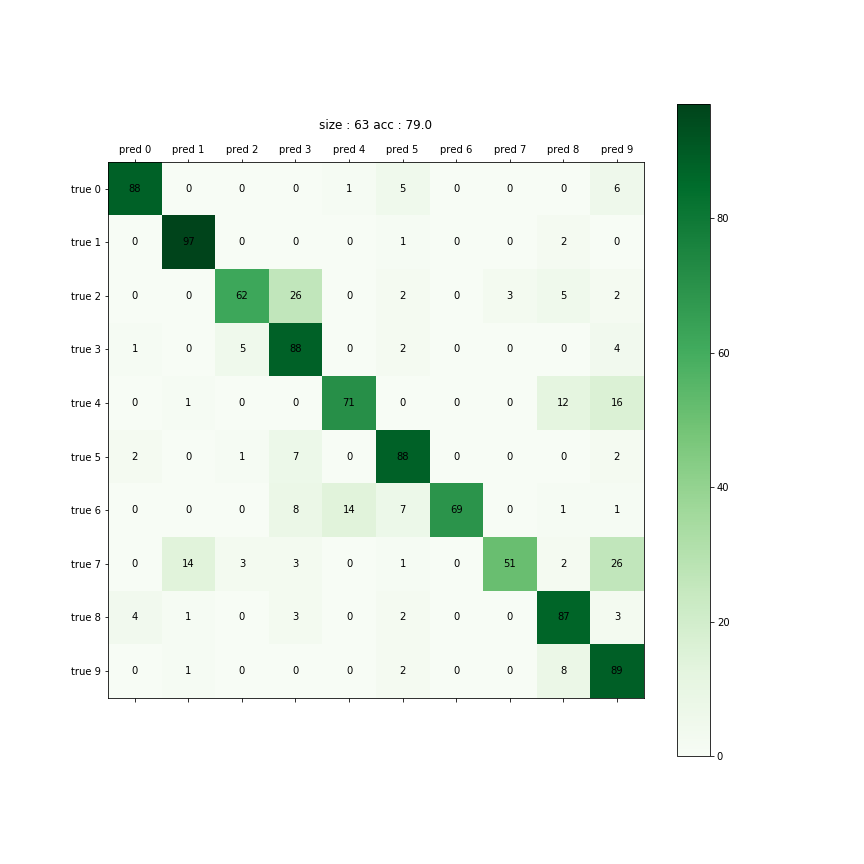 size : 63 acc : 79.0
pred 0 pred 1 pred 2 pred 3 pred 4 pred 5 pred 6 pred 7 pred 8 pred 9
true 0 88 0 0 0 1 5 0 0 0 6
true 1 0 97 0 0 0 1 0 0 2 0
true 2 0 0 62 26 0 2 0 3 5 2
true 3 1 0 5 88 0 2 0 0 0 4
true 4 0 1 0 0 71 0 0 0 12 16
true 5 2 0 1 7 0 88 0 0 0 2
true 6 0 0 0 8 14 7 69 0 1 1
true 7 0 14 3 3 0 1 0 51 2 26
true 8 4 1 0 3 0 2 0 0 87 3
true 9 0 1 0 0 0 2 0 0 8 89
80
60
40
20
0